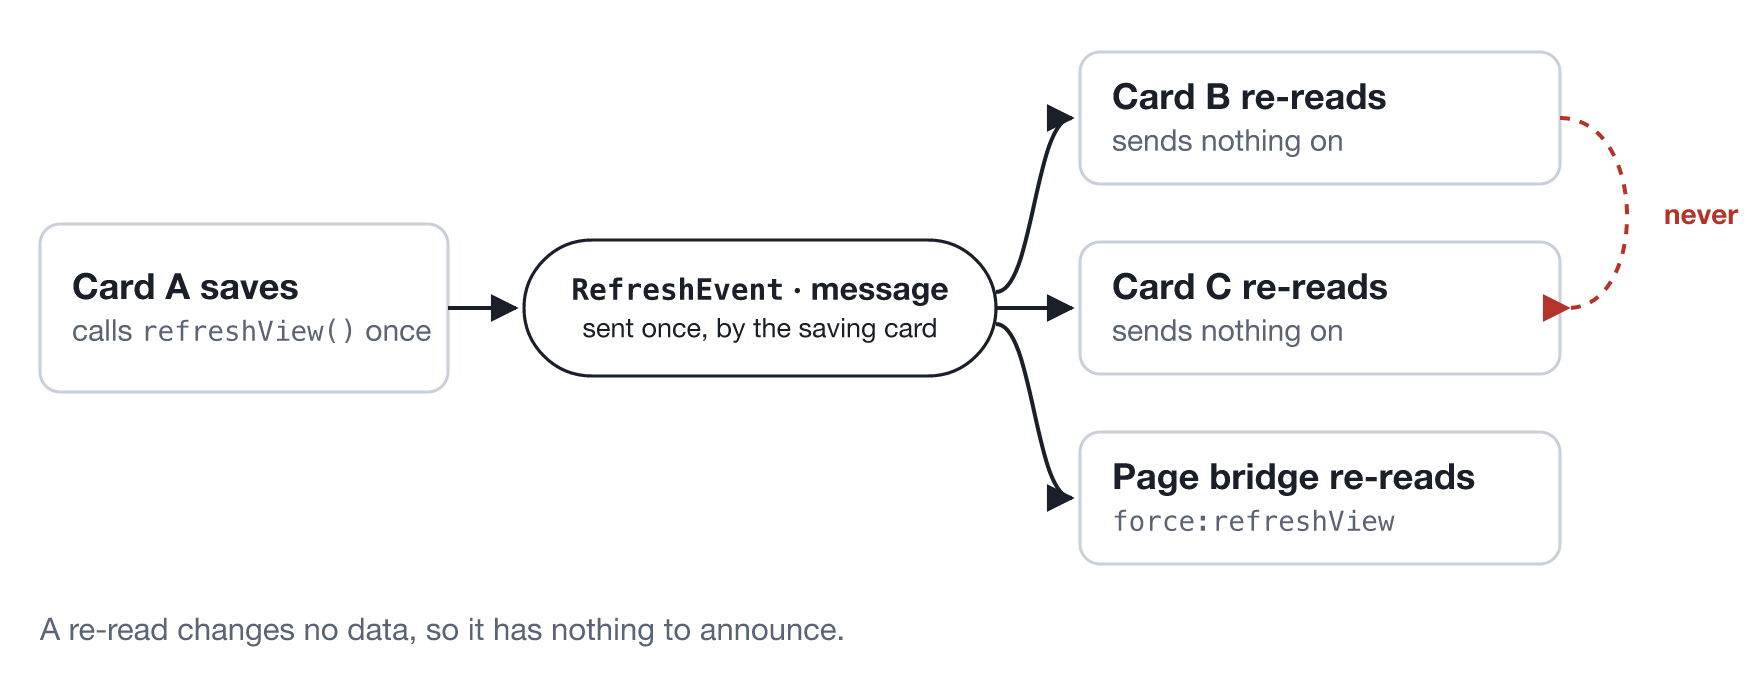 Card A saves
calls refreshView() once
RefreshEvent · message
sent once, by the saving card
Card B re-reads
sends nothing on
never
Card C re-reads
sends nothing on
Page bridge re-reads
force:refreshView
A re-read changes no data, so it has nothing to announce.